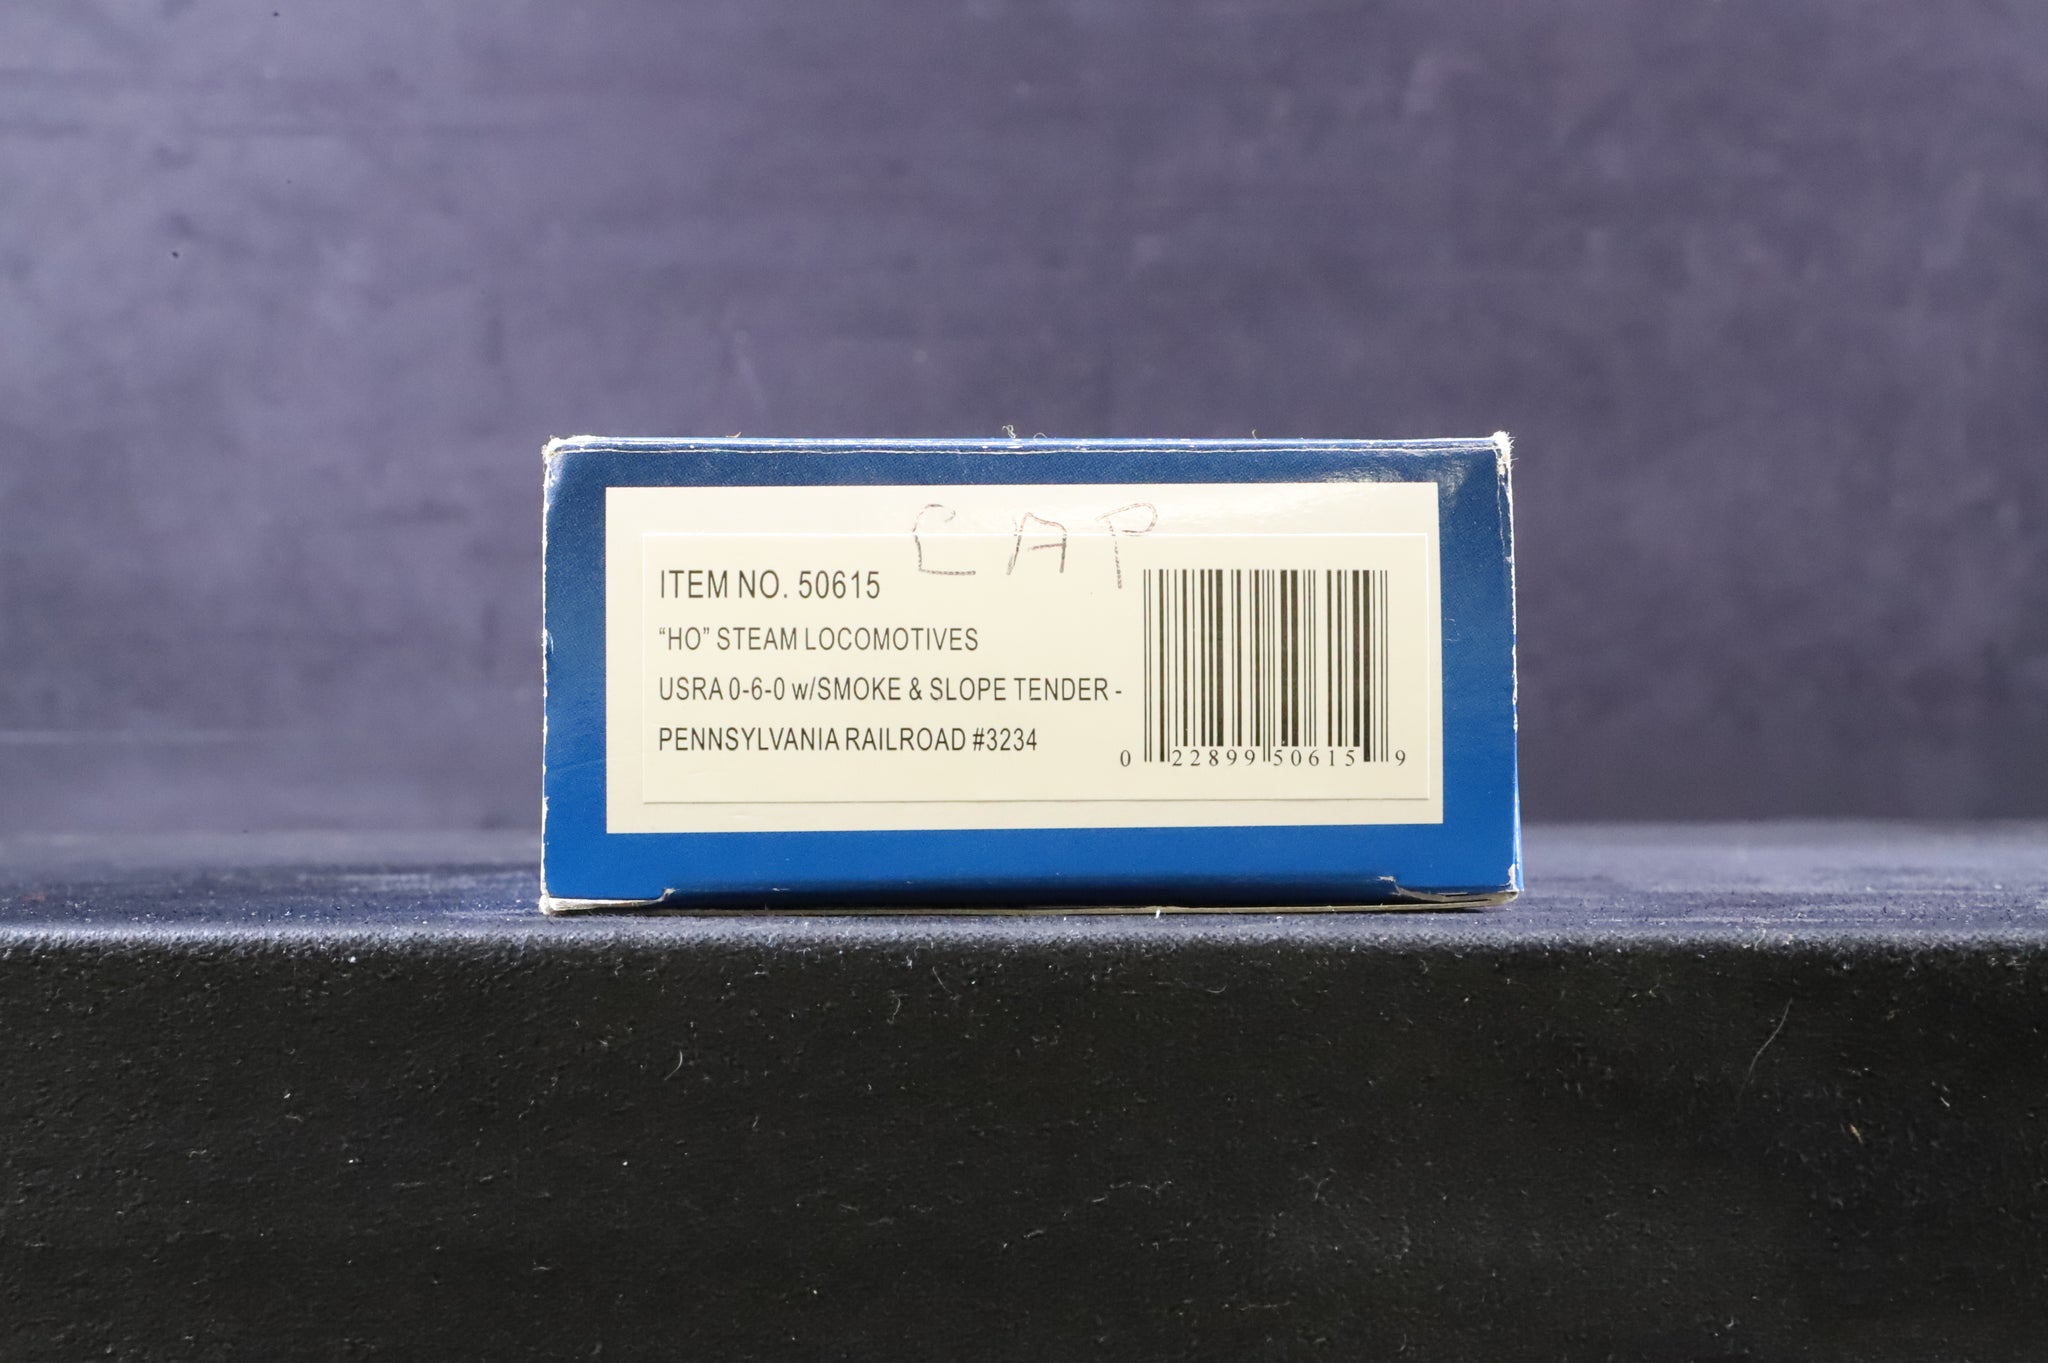 CAP
ITEM NO. 50615
“HO” STEAM LOCOMOTIVES
USRA 0-6-0 w/SMOKE & SLOPE TENDER -
PENNSYLVANIA RAILROAD #3234
0 22899 50615 9